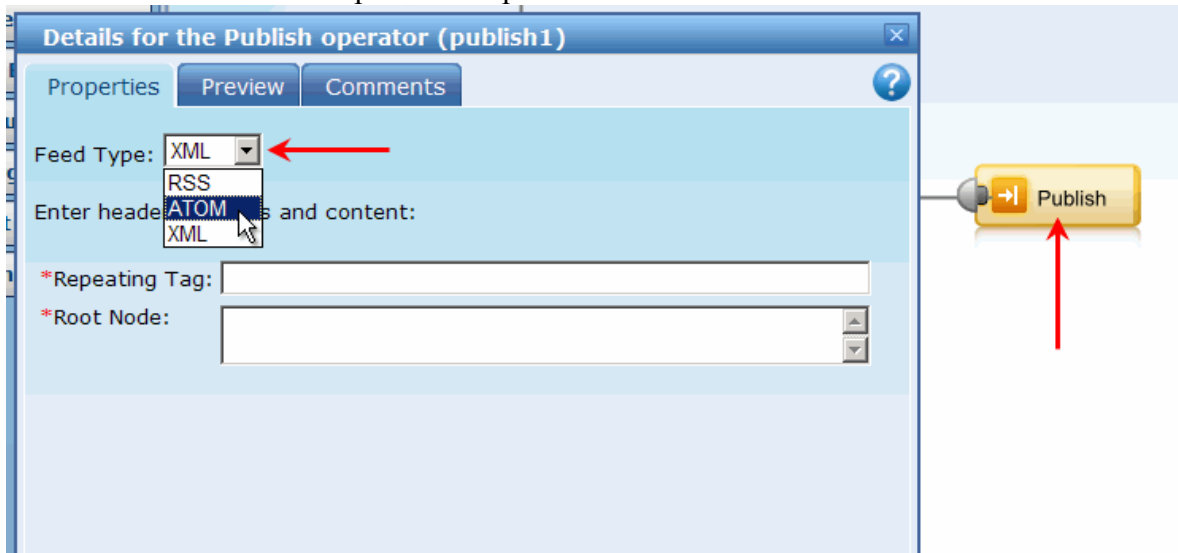 Details for the Publish operator (publish1)
Properties Preview Comments
?
Feed Type: XML
RSS
Enter heade ATOM s and content:
XML
*Repeating Tag:
*Root Node:
Publish